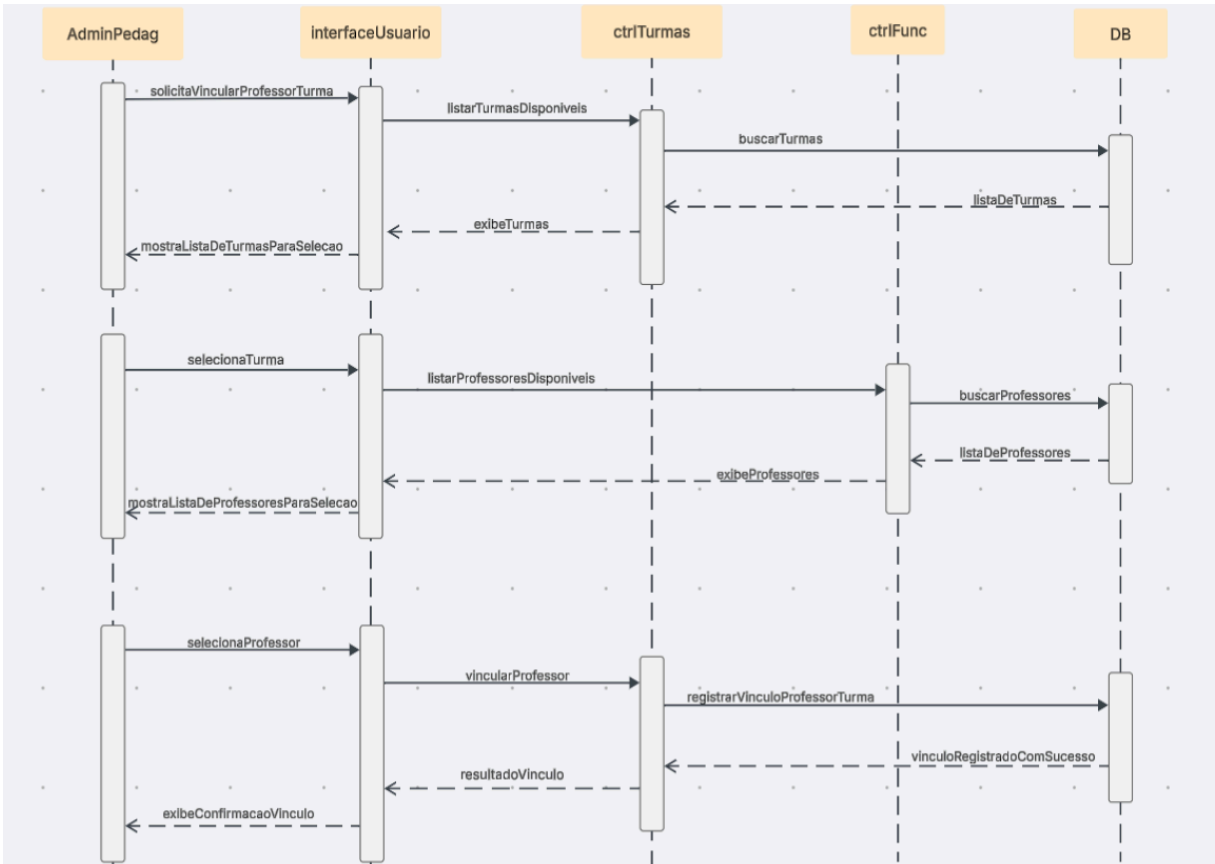 AdminPedag
interfaceUsuario
ctrlTurmas
ctrlFunc
DB
solicitaVincularProfessorTurma
listarTurmasDisponiveis
buscarTurmas
listaDeTurmas
exibeTurmas
mostraListaDeTurmasParaSelecao
selecionaTurma
listarProfessoresDisponiveis
buscarProfessores
listaDeProfessores
exibeProfessores
mostraListaDeProfessoresParaSelecao
selecionaProfessor
vincularProfessor
registrarVinculoProfessorTurma
vinculoRegistradoComSucesso
resultadoVinculo
exibeConfirmacaoVinculo